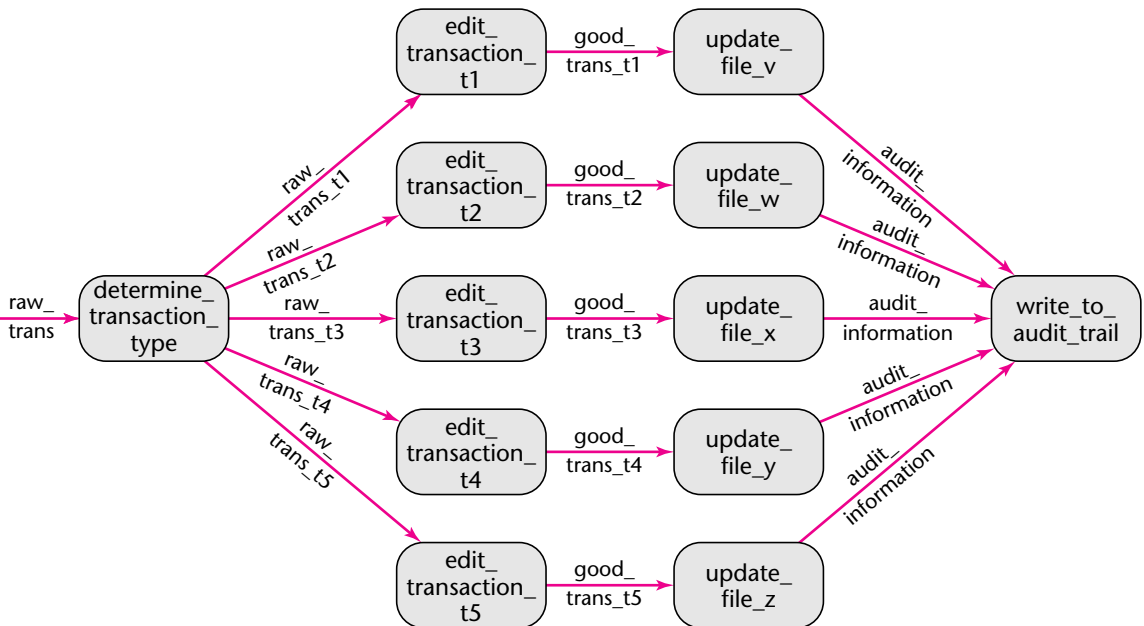 edit_
transaction_
t1
good_
trans_t1
update_
file_v
raw_
trans_t1
audit_
information
edit_
transaction_
t2
good_
trans_t2
update_
file_w
raw_
trans_t2
audit_
information
raw_
trans
determine_
transaction_
type
raw_
trans_t3
edit_
transaction_
t3
good_
trans_t3
update_
file_x
audit_
information
write_to_
audit_trail
raw_
trans_t4
edit_
transaction_
t4
good_
trans_t4
update_
file_y
audit_
information
raw_
trans_t5
edit_
transaction_
t5
good_
trans_t5
update_
file_z
audit_
information